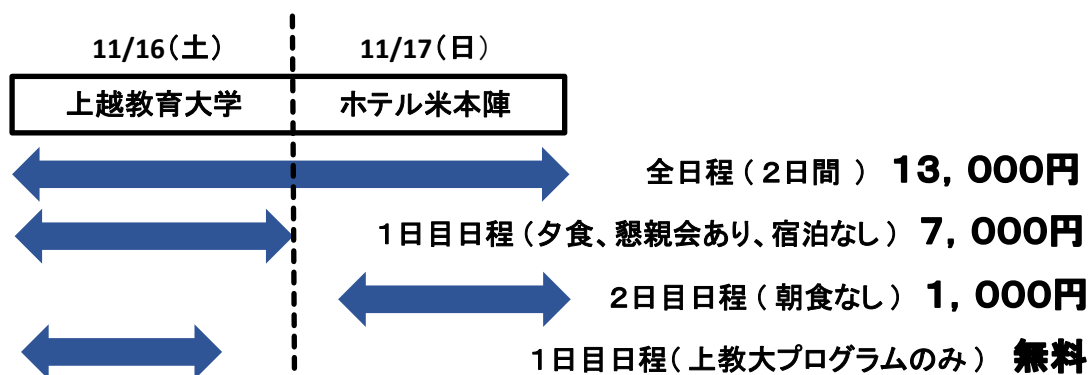 11/16(土) 11/17(日)
上越教育大学 ホテル米本陣
全日程(2日間) 13,000円
1日目日程(夕食、懇親会あり、宿泊なし) 7,000円
2日目日程(朝食なし) 1,000円
1日目日程(上教大プログラムのみ) 無料